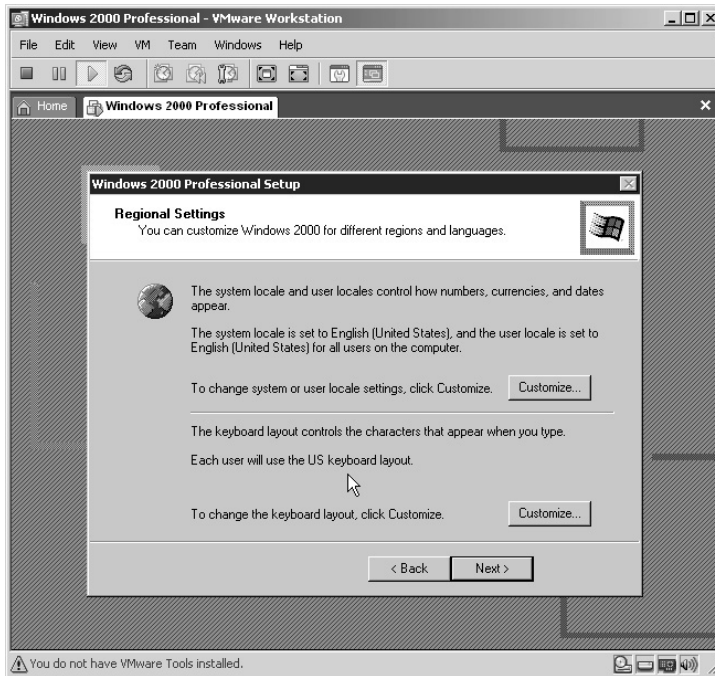 Windows 2000 Professional - VMware Workstation
File Edit View VM Team Windows Help
Home Windows 2000 Professional
Windows 2000 Professional Setup
Regional Settings
You can customize Windows 2000 for different regions and languages.
The system locale and user locales control how numbers, currencies, and dates
appear.
The system locale is set to English (United States), and the user locale is set to
English (United States) for all users on the computer.
To change system or user locale settings, click Customize. Customize...
The keyboard layout controls the characters that appear when you type.
Each user will use the US keyboard layout.
To change the keyboard layout, click Customize. Customize...
< Back Next >
You do not have VMware Tools installed.